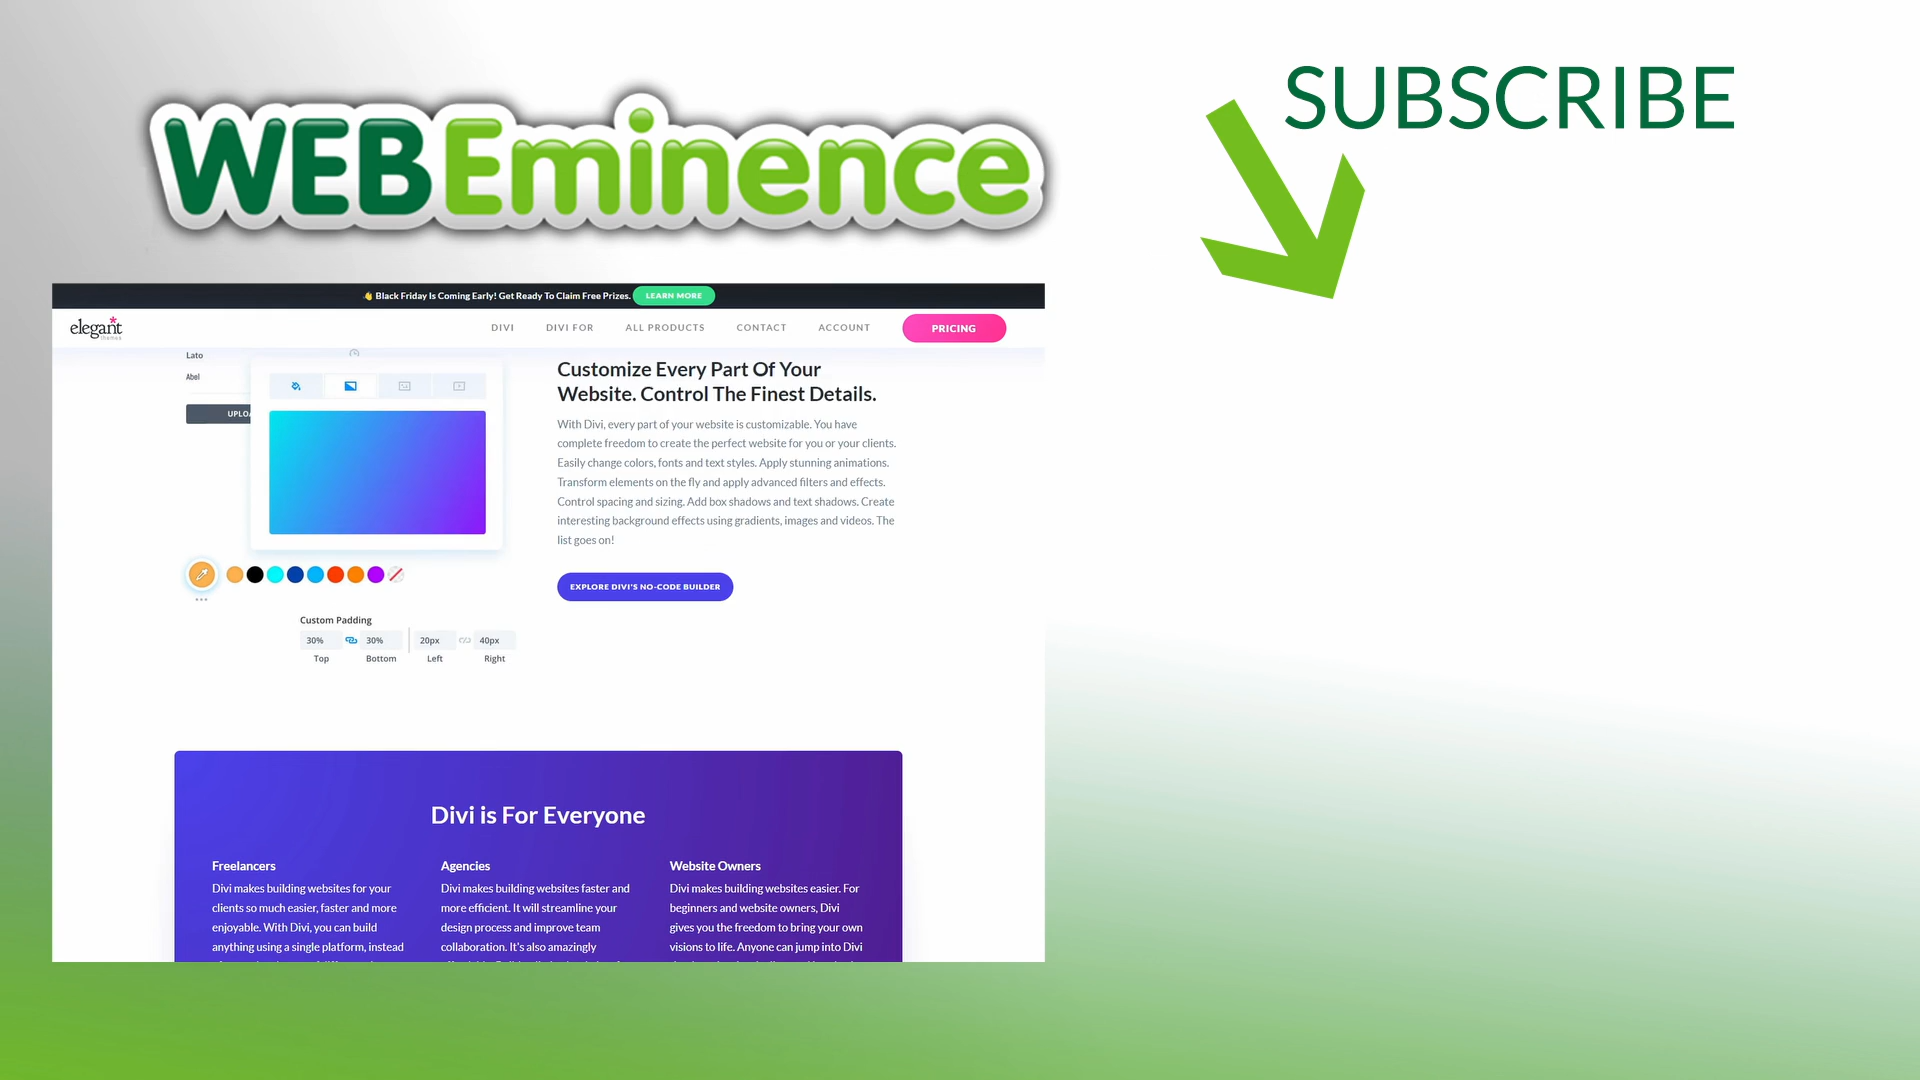 WEBEminence
SUBSCRIBE
Black Friday Is Coming Early! Get Ready To Claim Free Prizes. LEARN MORE
elegant
themes
DIVI DIVI FOR ALL PRODUCTS CONTACT ACCOUNT PRICING
Lato
Abel
UPLOA
Customize Every Part Of Your
Website. Control The Finest Details.
With Divi, every part of your website is customizable. You have
complete freedom to create the perfect website for you or your clients.
Easily change colors, fonts and text styles. Apply stunning animations.
Transform elements on the fly and apply advanced filters and effects.
Control spacing and sizing. Add box shadows and text shadows. Create
interesting background effects using gradients, images and videos. The
list goes on!
EXPLORE DIVI'S NO-CODE BUILDER
Custom Padding
30% 30% 20px 40px
Top Bottom Left Right
Divi is For Everyone
Freelancers
Divi makes building websites for your
clients so much easier, faster and more
enjoyable. With Divi, you can build
anything using a single platform, instead
Agencies
Divi makes building websites faster and
more efficient. It will streamline your
design process and improve team
collaboration. It's also amazingly
Website Owners
Divi makes building websites easier. For
beginners and website owners, Divi
gives you the freedom to bring your own
visions to life. Anyone can jump into Divi